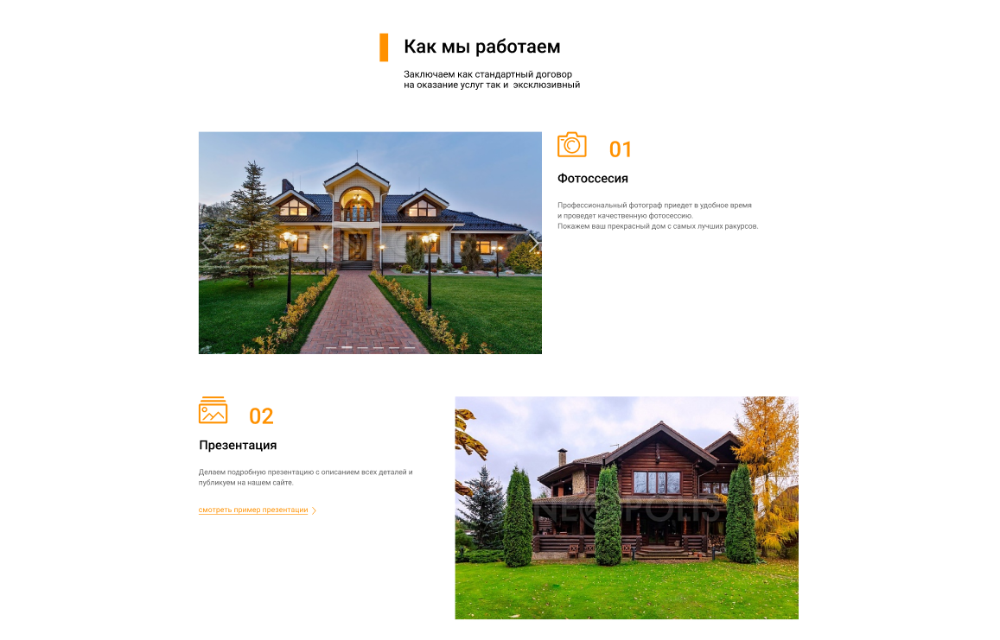 Как мы работаем
Заключаем как стандартный договор
на оказание услуг так и  эксклюзивный
01
Фотоссесия
Профессиональный фотограф приедет в удобное время
и проведет качественную фотосессию.
Покажем ваш прекрасный дом с самых лучших ракурсов.
02
Презентация
Делаем подробную презентацию с описанием всех деталей и
публикуем на нашем сайте.
смотреть пример презентации
NEOPOLIS